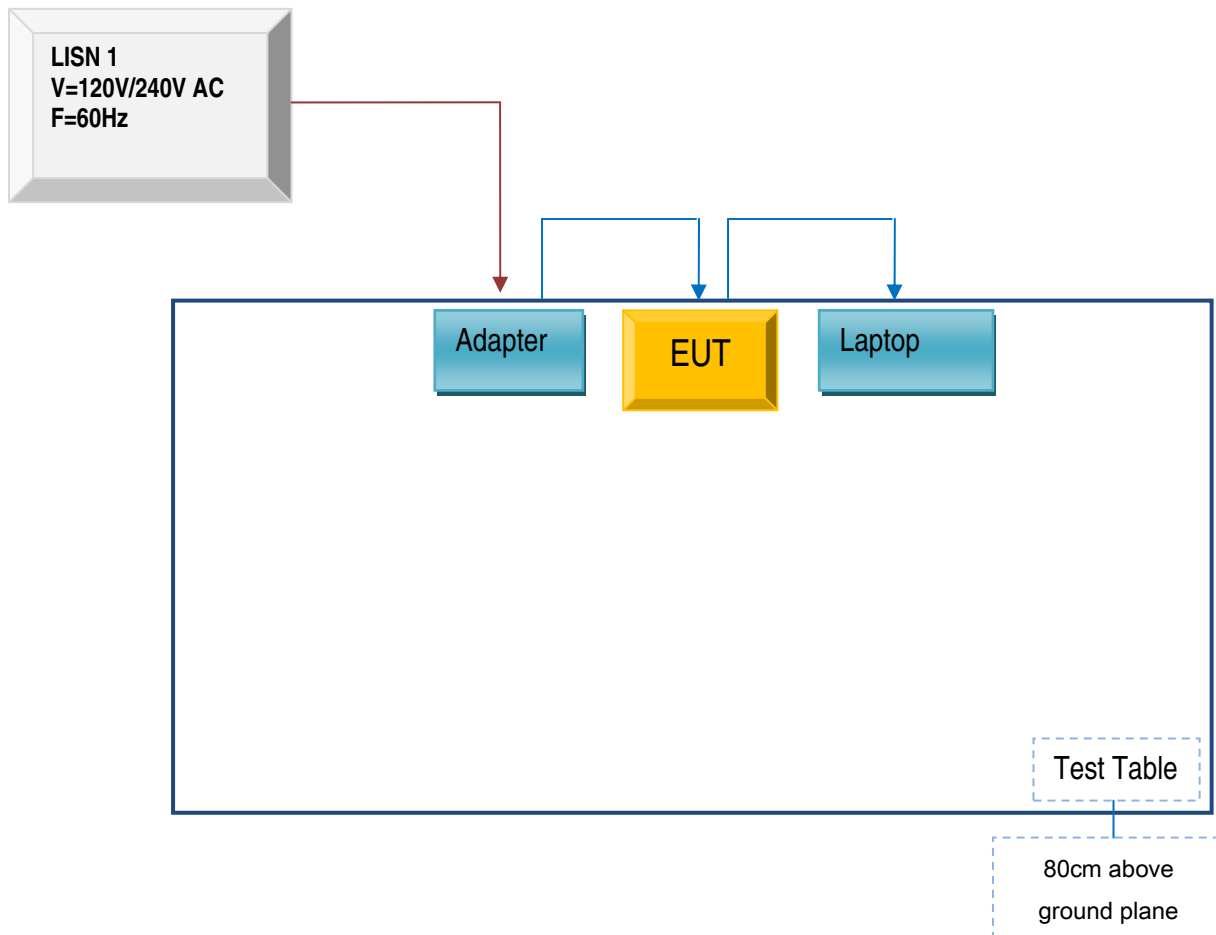 LISN 1
V=120V/240V AC
F=60Hz
Adapter
EUT
Laptop
Test Table
80cm above
ground plane